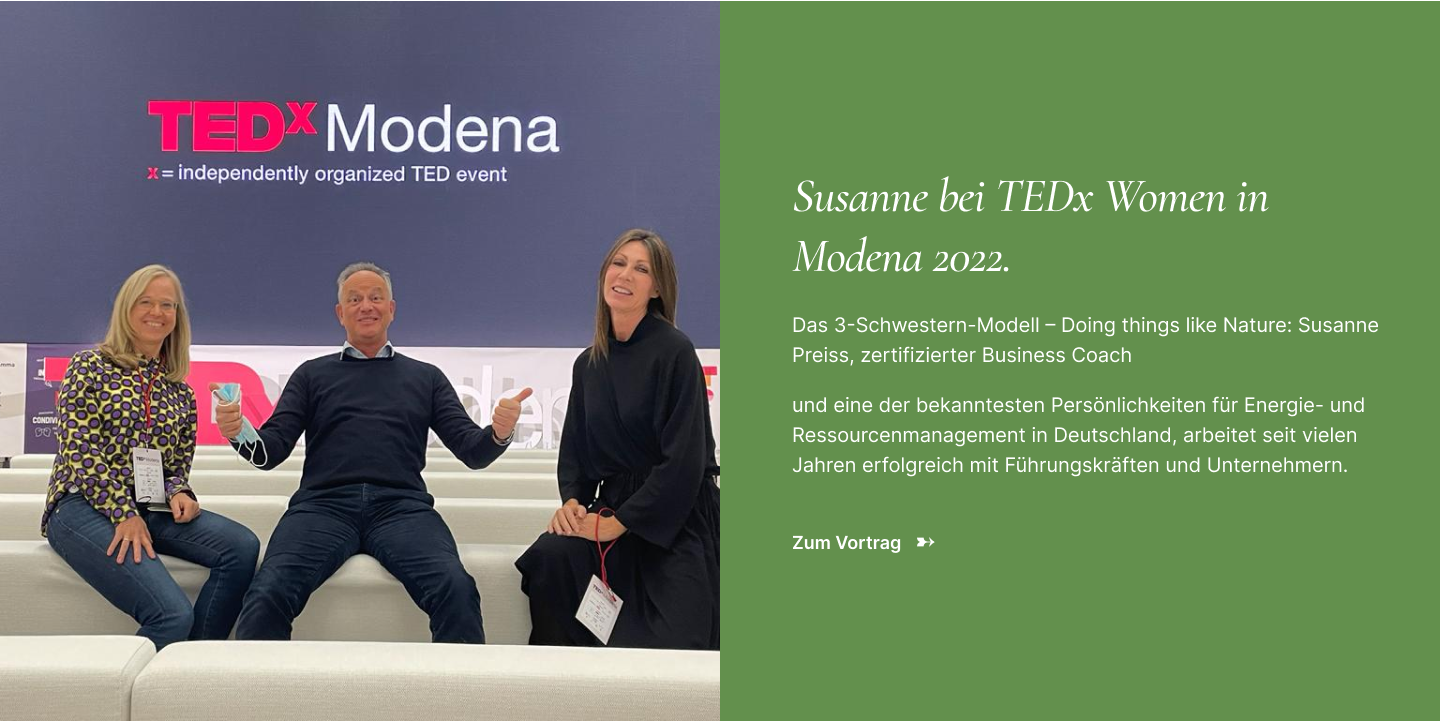 TEDx Modena
x = independently organized TED event
TED
CONDIVI
Susanne bei TEDx Women in
Modena 2022.
Das 3-Schwestern-Modell – Doing things like Nature: Susanne
Preiss, zertifizierter Business Coach
und eine der bekanntesten Persönlichkeiten für Energie- und
Ressourcenmanagement in Deutschland, arbeitet seit vielen
Jahren erfolgreich mit Führungskräften und Unternehmern.
Zum Vortrag